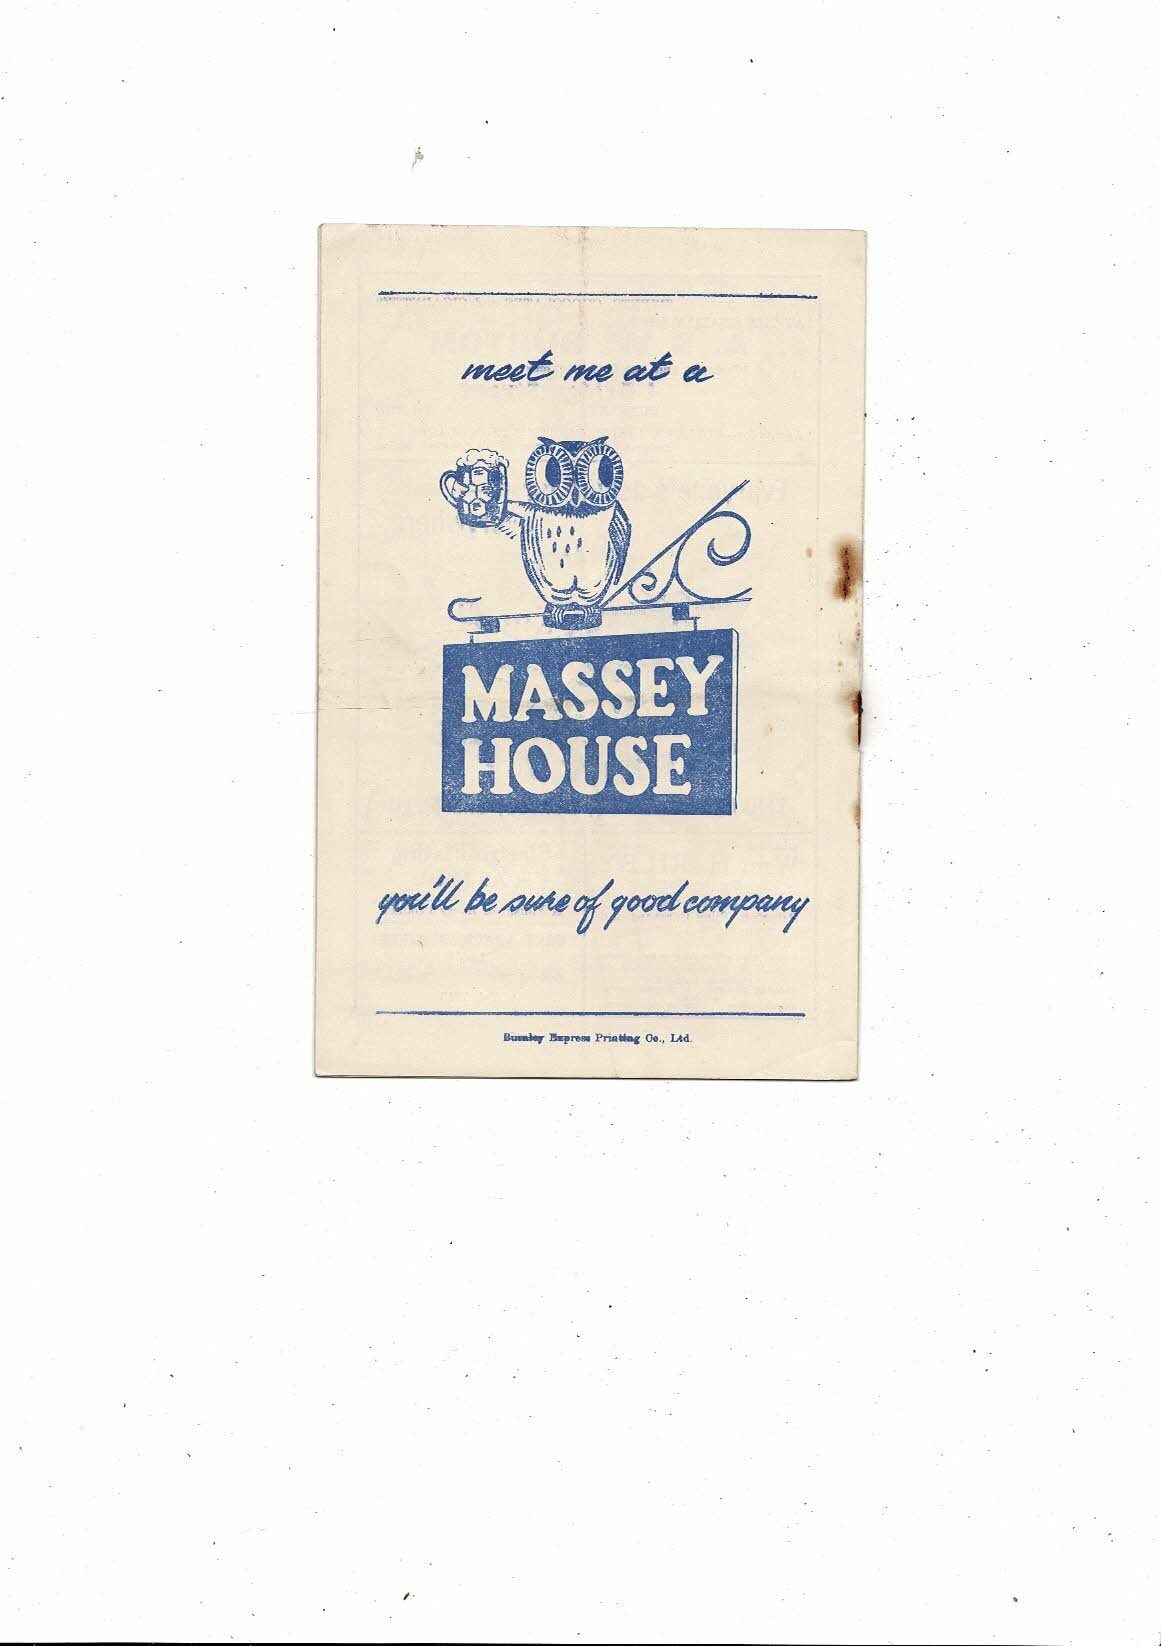 meet me at a
MASSEY
HOUSE
you'll be sure of good company
Burnley Express Printing Co., Ltd.